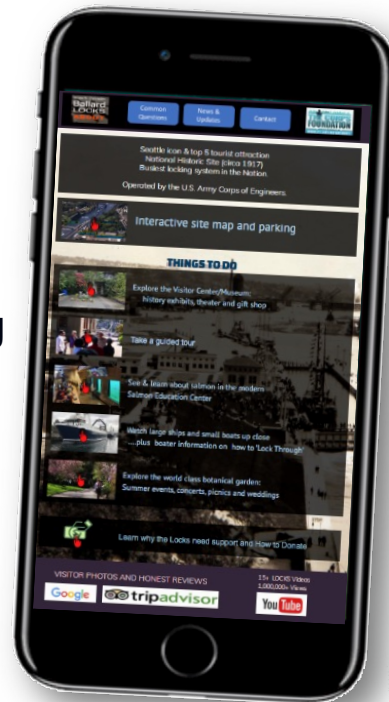 Ballard
LOCKS
Common
Questions
News &
Updates
Contact
FOUNDATION
Seattle icon & top 5 tourist attraction
National Historic Site (circa 1917)
Busiest locking system in the Nation
Operated by the U.S. Army Corps of Engineers.
Interactive site map and parking
THINGS TO DO
Explore the Visitor Center/Museum:
history exhibits, theater and gift shop
Take a guided tour
See & learn about salmon in the modern
Salmon Education Center
Watch large ships and small boats up close
...plus boater information on how to 'Lock Through'
Explore the world class botanical garden:
Summer events, concerts, picnics and weddings
Learn why the Locks need support and How to Donate
VISITOR PHOTOS AND HONEST REVIEWS
15+ LOCKS Videos
1,000,000+ Views
Google
tripadvisor
YouTube
g